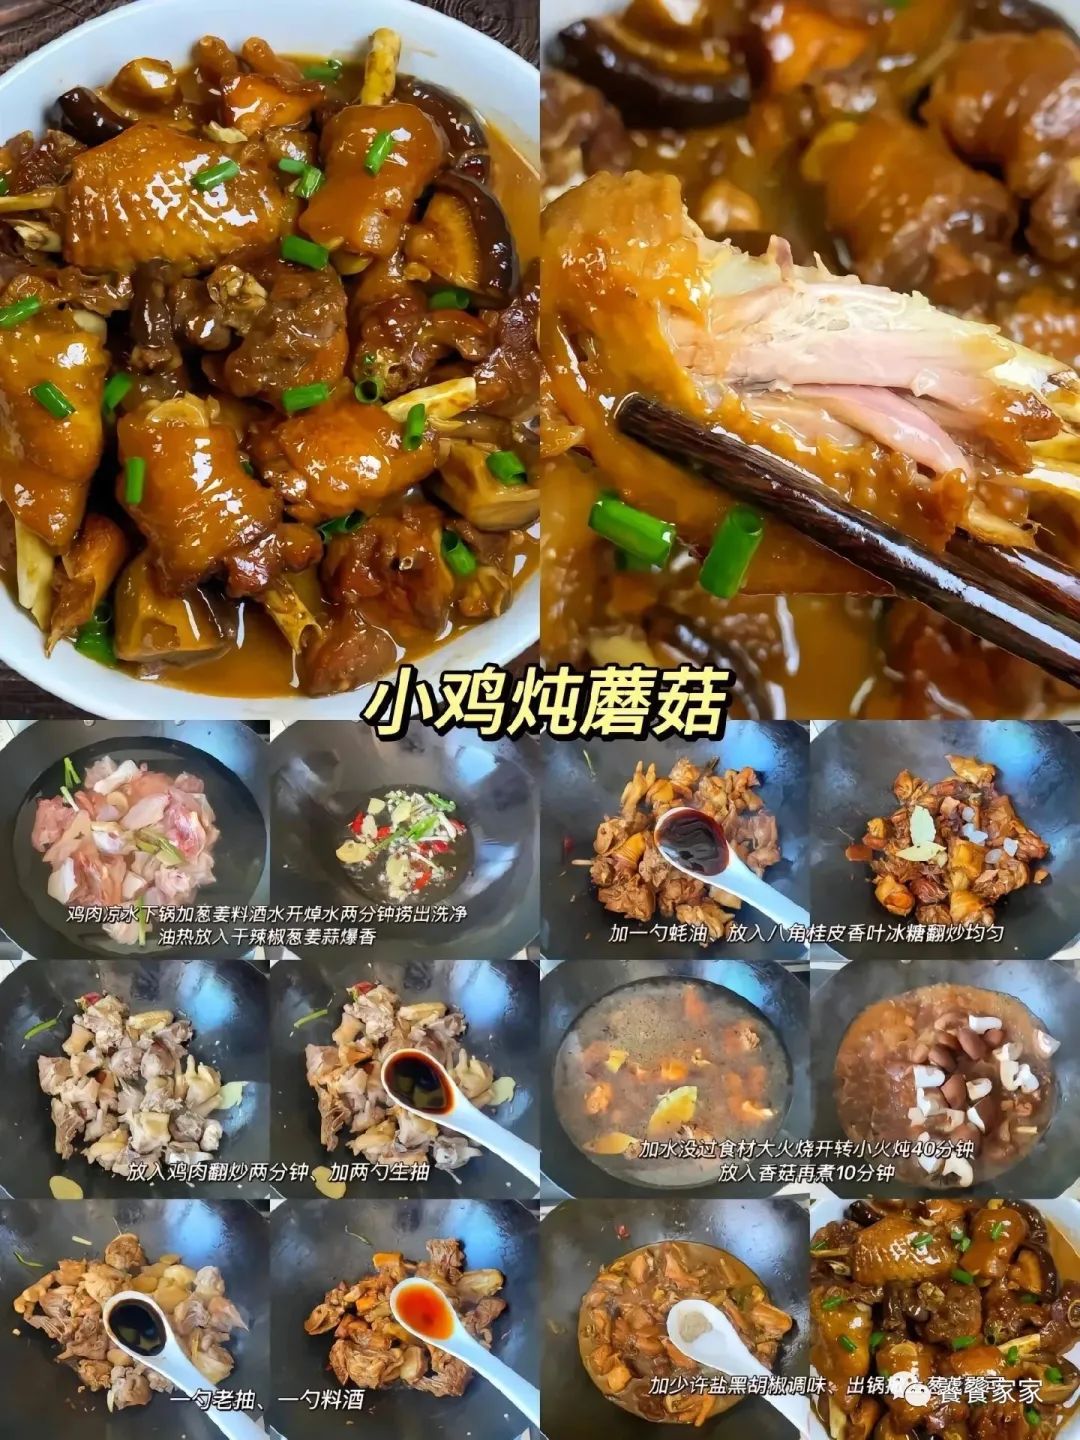 小鸡炖蘑菇
鸡肉凉水下锅加葱姜料酒水开焯水两分钟捞出洗净
油热放入干辣椒葱姜蒜爆香
放入鸡肉翻炒两分钟、加两勺生抽
一勺老抽、一勺料酒
加一勺蚝油、放入八角桂皮香叶冰糖翻炒均匀
加水没过食材大火烧开转小火炖40分钟
放入香菇再煮10分钟
加少许盐黑胡椒调味、出锅
餐餐家家